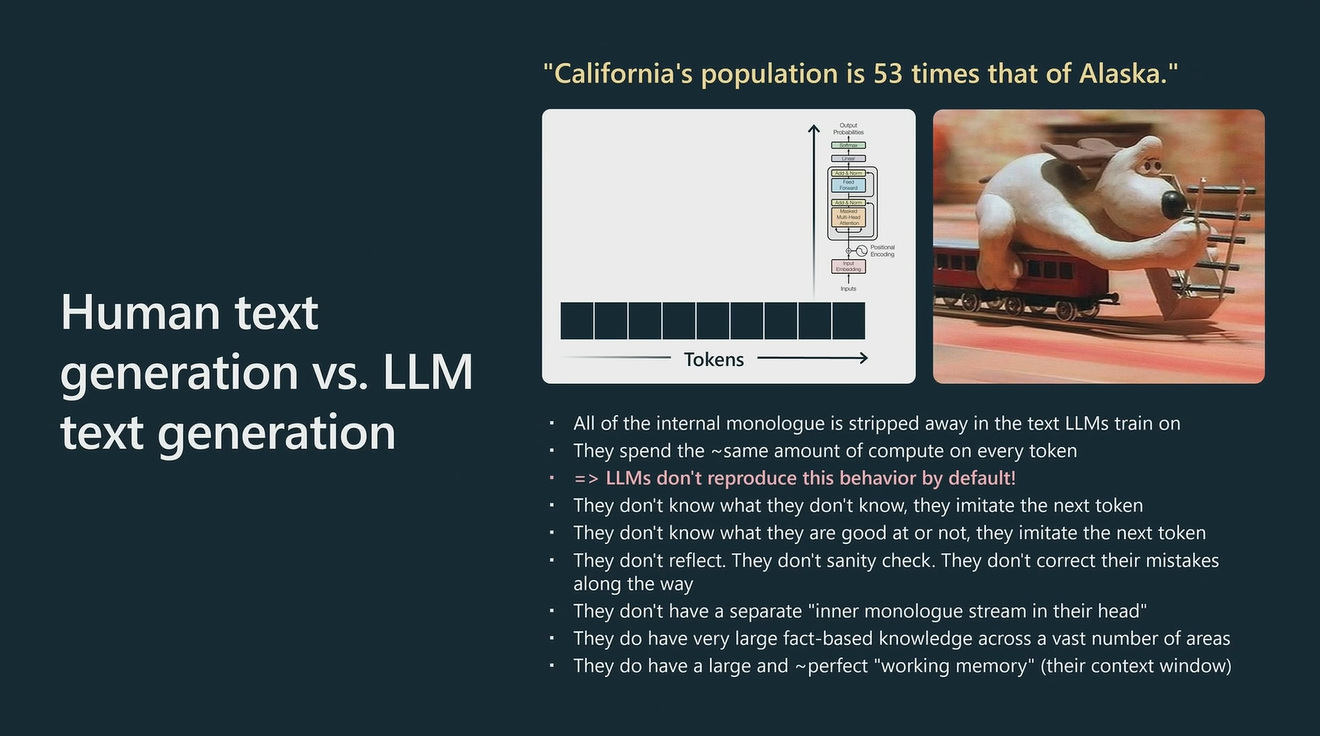 Human text
generation vs. LLM
text generation
"California's population is 53 times that of Alaska."
Output
Probabilities
Softmax
Linear
Add & Norm
Feed
Forward
Add & Norm
Masked
Multi-Head
Attention
Positional
Encoding
Input
Embedding
Inputs
Tokens
▪ All of the internal monologue is stripped away in the text LLMs train on
▪ They spend the ~same amount of compute on every token
▪ => LLMs don't reproduce this behavior by default!
▪ They don't know what they don't know, they imitate the next token
▪ They don't know what they are good at or not, they imitate the next token
▪ They don't reflect. They don't sanity check. They don't correct their mistakes
along the way
▪ They don't have a separate "inner monologue stream in their head"
▪ They do have very large fact-based knowledge across a vast number of areas
▪ They do have a large and ~perfect "working memory" (their context window)